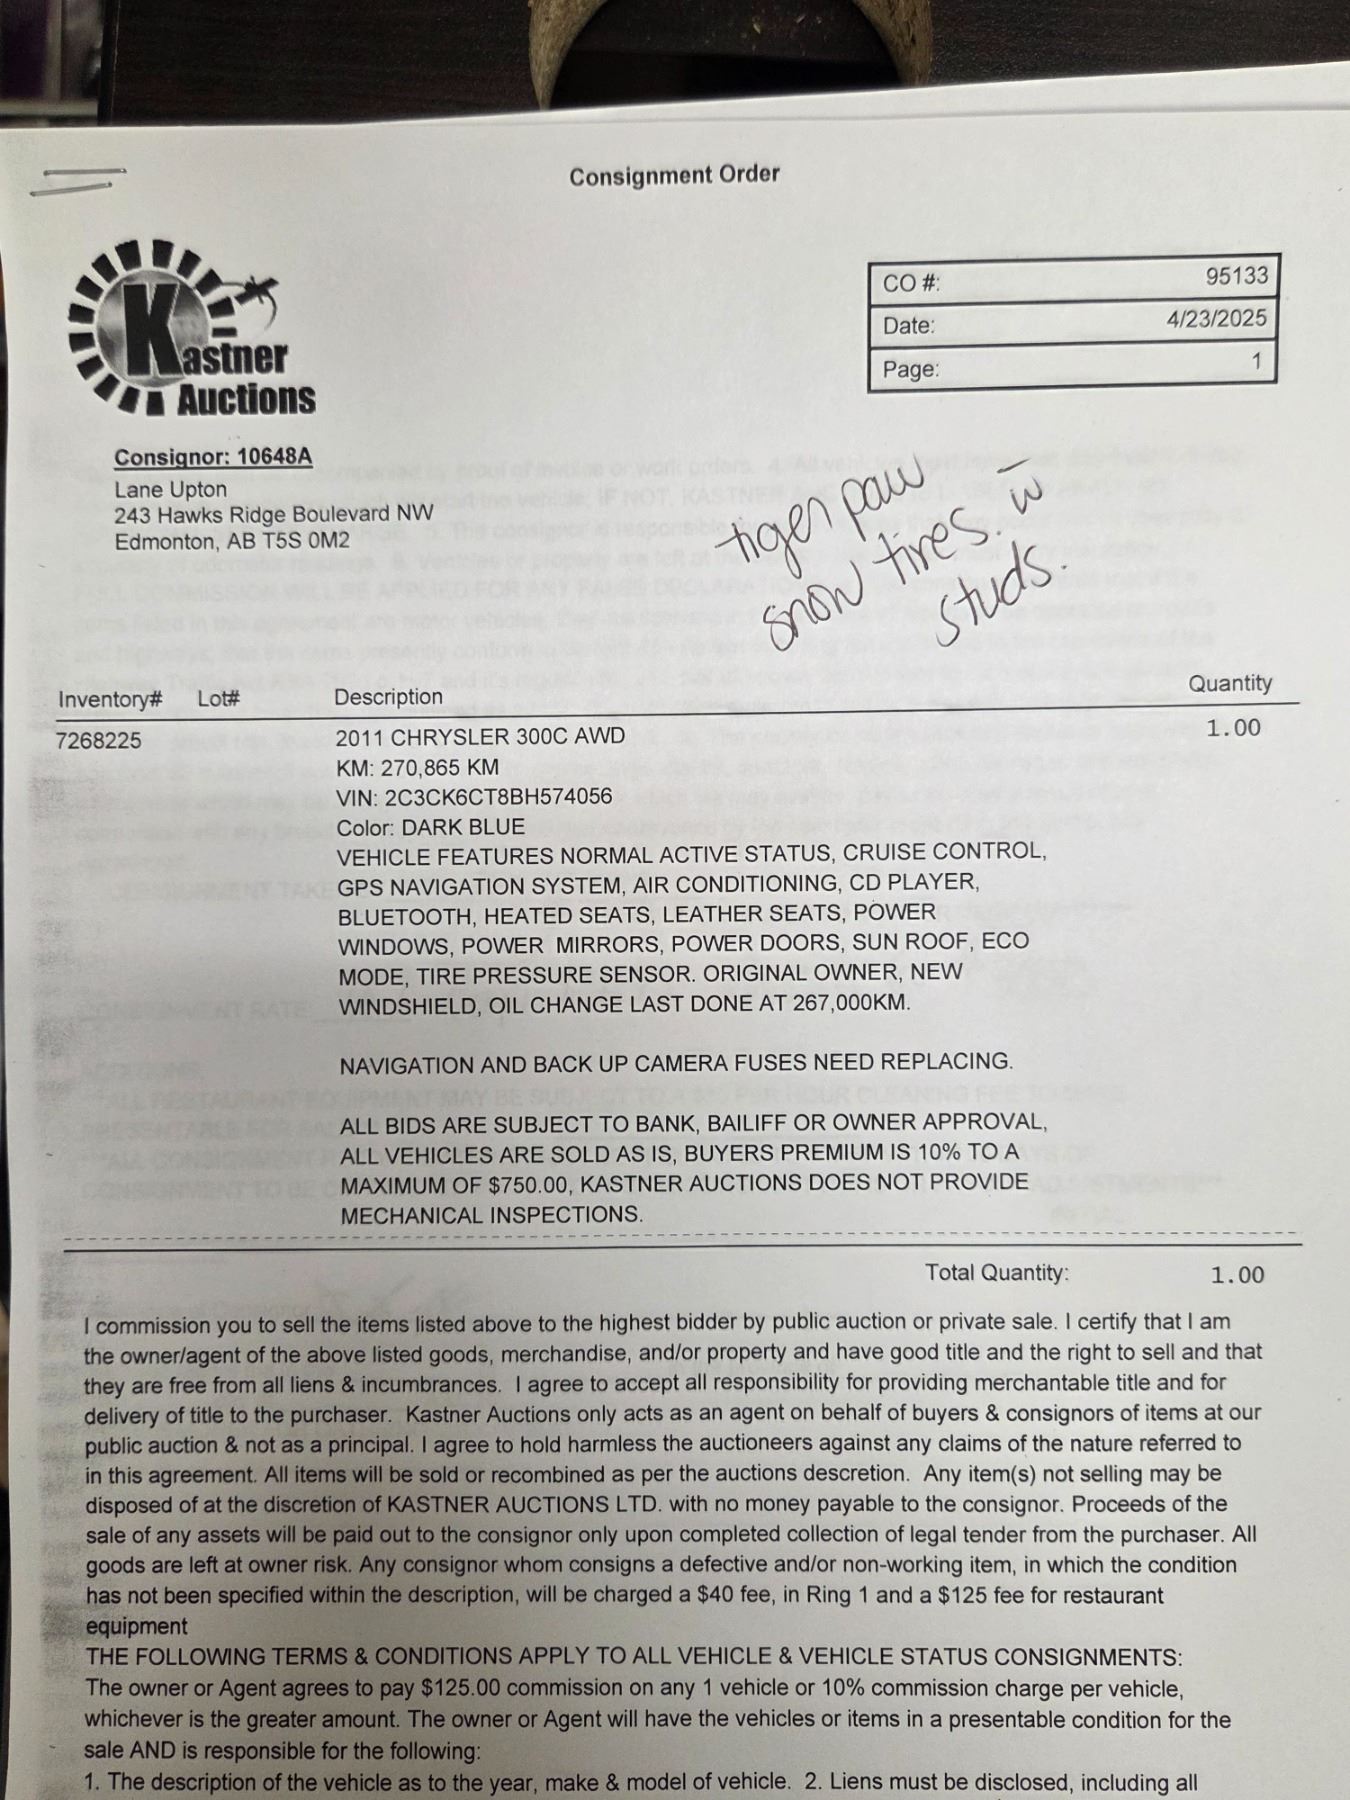 Consignment Order
Kastner
Auctions
CO #: 95133
Date: 4/23/2025
Page: 1
Consignor: 10648A
Lane Upton
243 Hawks Ridge Boulevard NW
Edmonton, AB T5S 0M2
tiger paw
snow tires. w
studs.
Inventory# Lot# Description Quantity
7268225 2011 CHRYSLER 300C AWD 1.00
KM: 270,865 KM
VIN: 2C3CK6CT8BH574056
Color: DARK BLUE
VEHICLE FEATURES NORMAL ACTIVE STATUS, CRUISE CONTROL,
GPS NAVIGATION SYSTEM, AIR CONDITIONING, CD PLAYER,
BLUETOOTH, HEATED SEATS, LEATHER SEATS, POWER
WINDOWS, POWER MIRRORS, POWER DOORS, SUN ROOF, ECO
MODE, TIRE PRESSURE SENSOR. ORIGINAL OWNER, NEW
WINDSHIELD, OIL CHANGE LAST DONE AT 267,000KM.
NAVIGATION AND BACK UP CAMERA FUSES NEED REPLACING.
ALL BIDS ARE SUBJECT TO BANK, BAILIFF OR OWNER APPROVAL,
ALL VEHICLES ARE SOLD AS IS, BUYERS PREMIUM IS 10% TO A
MAXIMUM OF $750.00, KASTNER AUCTIONS DOES NOT PROVIDE
MECHANICAL INSPECTIONS.
Total Quantity: 1.00
I commission you to sell the items listed above to the highest bidder by public auction or private sale. I certify that I am
the owner/agent of the above listed goods, merchandise, and/or property and have good title and the right to sell and that
they are free from all liens & incumbrances. I agree to accept all responsibility for providing merchantable title and for
delivery of title to the purchaser. Kastner Auctions only acts as an agent on behalf of buyers & consignors of items at our
public auction & not as a principal. I agree to hold harmless the auctioneers against any claims of the nature referred to
in this agreement. All items will be sold or recombined as per the auctions descretion. Any item(s) not selling may be
disposed of at the discretion of KASTNER AUCTIONS LTD. with no money payable to the consignor. Proceeds of the
sale of any assets will be paid out to the consignor only upon completed collection of legal tender from the purchaser. All
goods are left at owner risk. Any consignor whom consigns a defective and/or non-working item, in which the condition
has not been specified within the description, will be charged a $40 fee, in Ring 1 and a $125 fee for restaurant
equipment
THE FOLLOWING TERMS & CONDITIONS APPLY TO ALL VEHICLE & VEHICLE STATUS CONSIGNMENTS:
The owner or Agent agrees to pay $125.00 commission on any 1 vehicle or 10% commission charge per vehicle,
whichever is the greater amount. The owner or Agent will have the vehicles or items in a presentable condition for the
sale AND is responsible for the following:
1. The description of the vehicle as to the year, make & model of vehicle. 2. Liens must be disclosed, including all